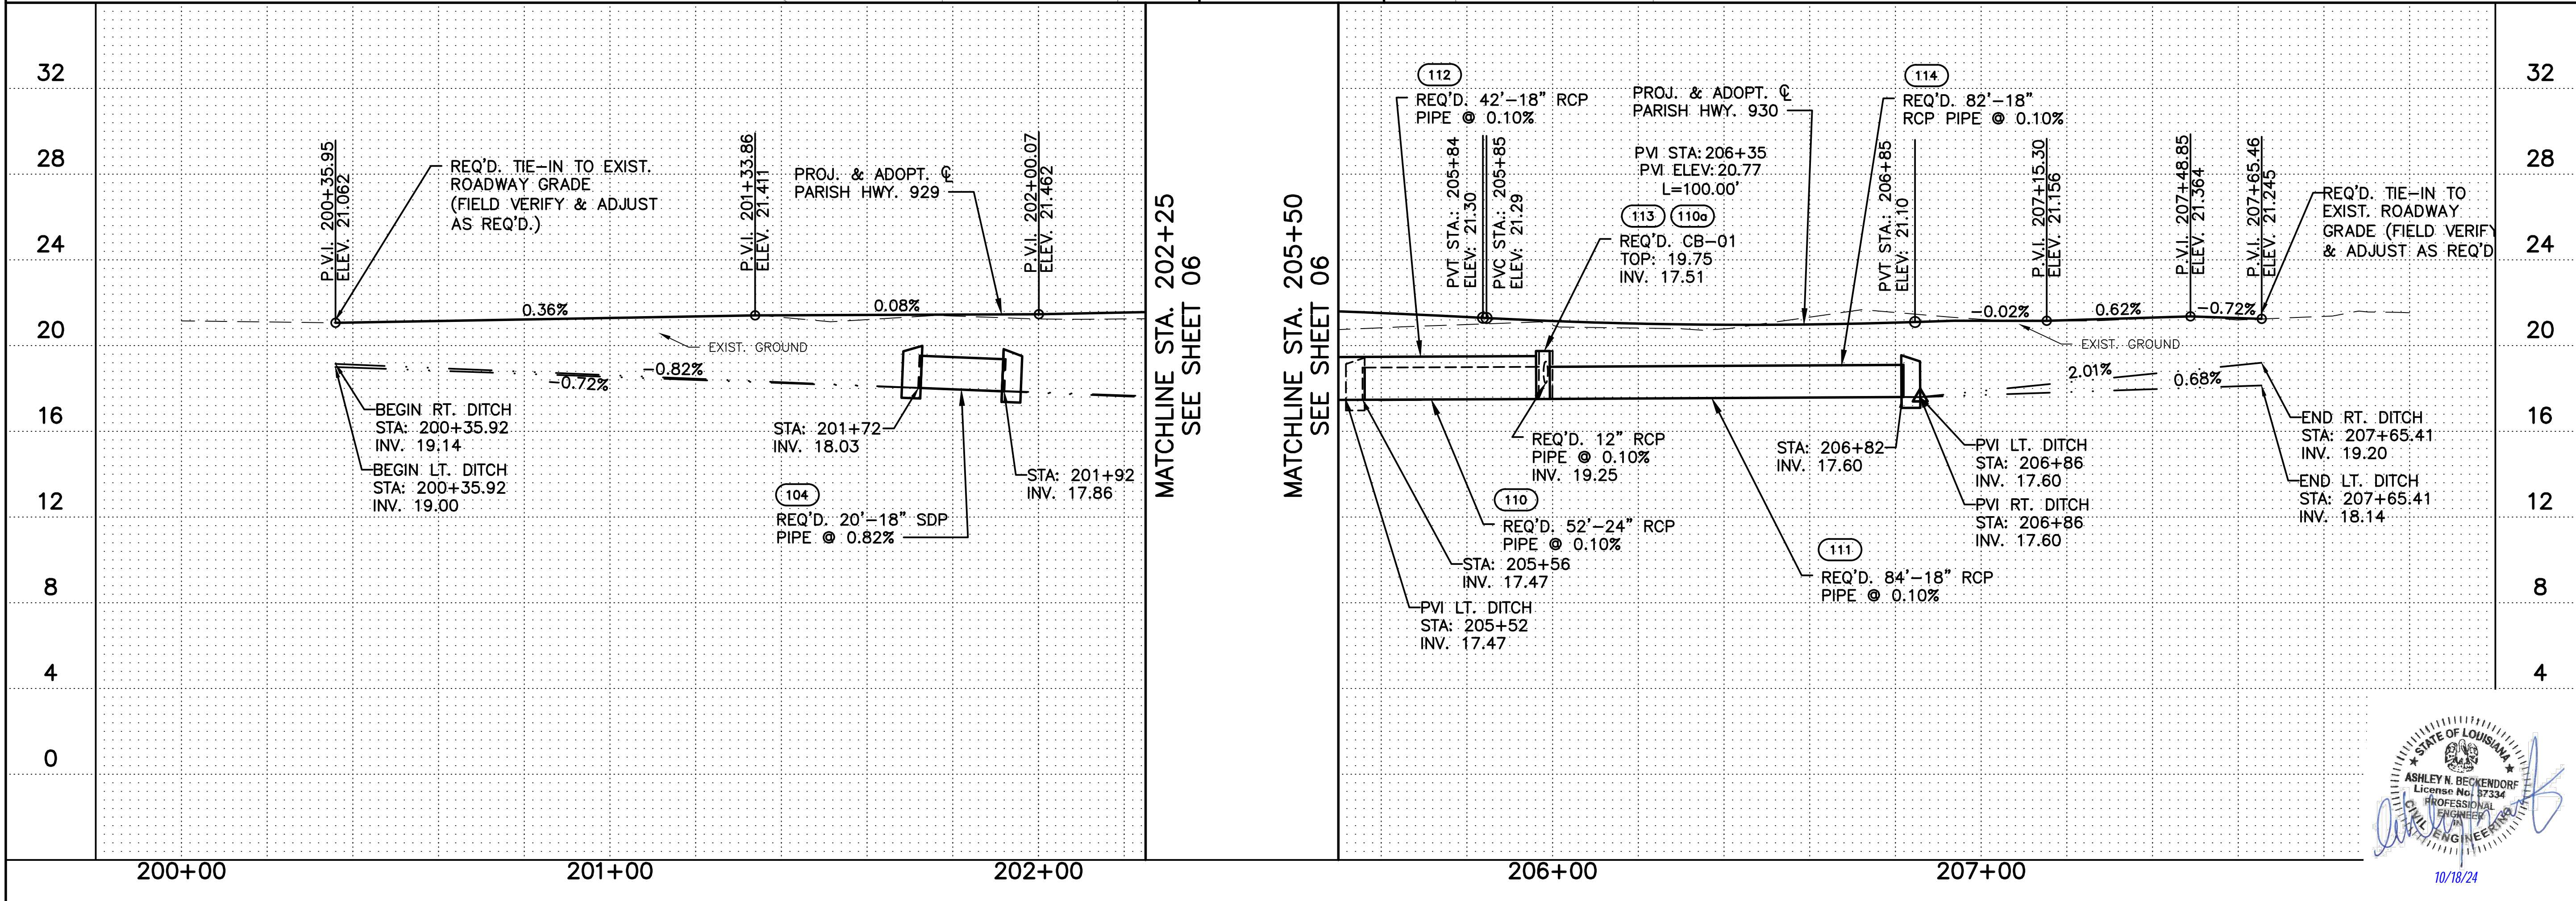 32
28
24
20
16
12
8
4
0
P.V.I. 200+35.95
ELEV. 21.062
REQ'D. TIE-IN TO EXIST.
ROADWAY GRADE
(FIELD VERIFY & ADJUST
AS REQ'D.)
P.V.I. 201+33.86
ELEV. 21.411
PROJ. & ADOPT. ℄
PARISH HWY. 929
P.V.I. 202+00.07
ELEV. 21.462
0.36%
0.08%
EXIST. GROUND
-0.82%
-0.72%
BEGIN RT. DITCH
STA: 200+35.92
INV. 19.14
BEGIN LT. DITCH
STA: 200+35.92
INV. 19.00
STA: 201+72
INV. 18.03
104
REQ'D. 20'-18" SDP
PIPE @ 0.82%
STA: 201+92
INV. 17.86
MATCHLINE STA. 202+25
SEE SHEET 06
MATCHLINE STA. 205+50
SEE SHEET 06
112
REQ'D. 42'-18" RCP
PIPE @ 0.10%
PVT STA.: 205+84
ELEV: 21.30
PVC STA.: 205+85
ELEV: 21.29
PROJ. & ADOPT. ℄
PARISH HWY. 930
PVI STA: 206+35
PVI ELEV: 20.77
L=100.00'
113 110a
REQ'D. CB-01
TOP: 19.75
INV. 17.51
114
REQ'D. 82'-18"
RCP PIPE @ 0.10%
PVT STA.: 206+85
ELEV: 21.10
P.V.I. 207+15.30
ELEV. 21.156
P.V.I. 207+48.85
ELEV. 21.364
P.V.I. 207+65.46
ELEV. 21.245
REQ'D. TIE-IN TO
EXIST. ROADWAY
GRADE (FIELD VERIFY
& ADJUST AS REQ'D
-0.02%
0.62%
-0.72%
EXIST. GROUND
2.01%
0.68%
REQ'D. 12" RCP
PIPE @ 0.10%
INV. 19.25
110
REQ'D. 52'-24" RCP
PIPE @ 0.10%
STA: 205+56
INV. 17.47
PVI LT. DITCH
STA: 205+52
INV. 17.47
STA: 206+82
INV. 17.60
111
REQ'D. 84'-18" RCP
PIPE @ 0.10%
PVI LT. DITCH
STA: 206+86
INV. 17.60
PVI RT. DITCH
STA: 206+86
INV. 17.60
END RT. DITCH
STA: 207+65.41
INV. 19.20
END LT. DITCH
STA: 207+65.41
INV. 18.14
32
28
24
20
16
12
8
4
STATE OF LOUISIANA
ASHLEY N. BECKENDORF
License No. 37334
PROFESSIONAL
ENGINEER
IN
CIVIL ENGINEERING
10/18/24
200+00
201+00
202+00
206+00
207+00